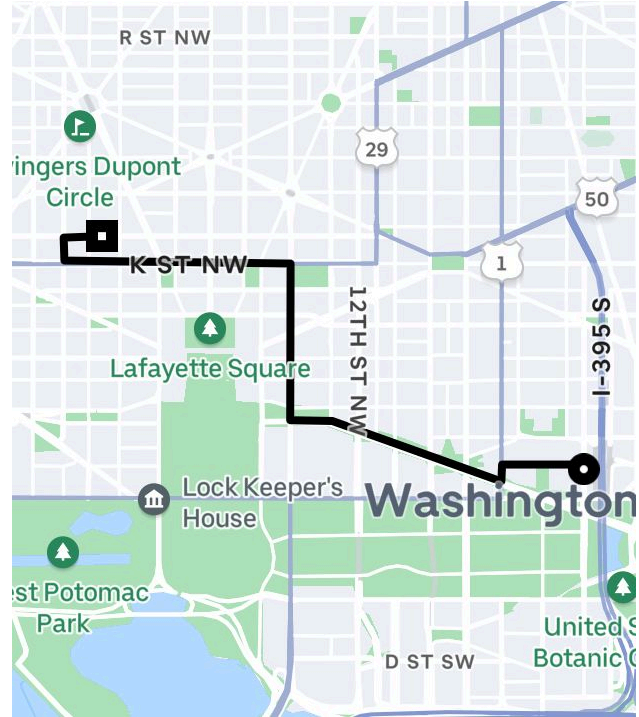 R ST NW
vingers Dupont
Circle
29
50
K ST NW
1
12TH ST NW
I-395 S
Lafayette Square
Lock Keeper's
House
Washington
est Potomac
Park
United S
Botanic G
D ST SW